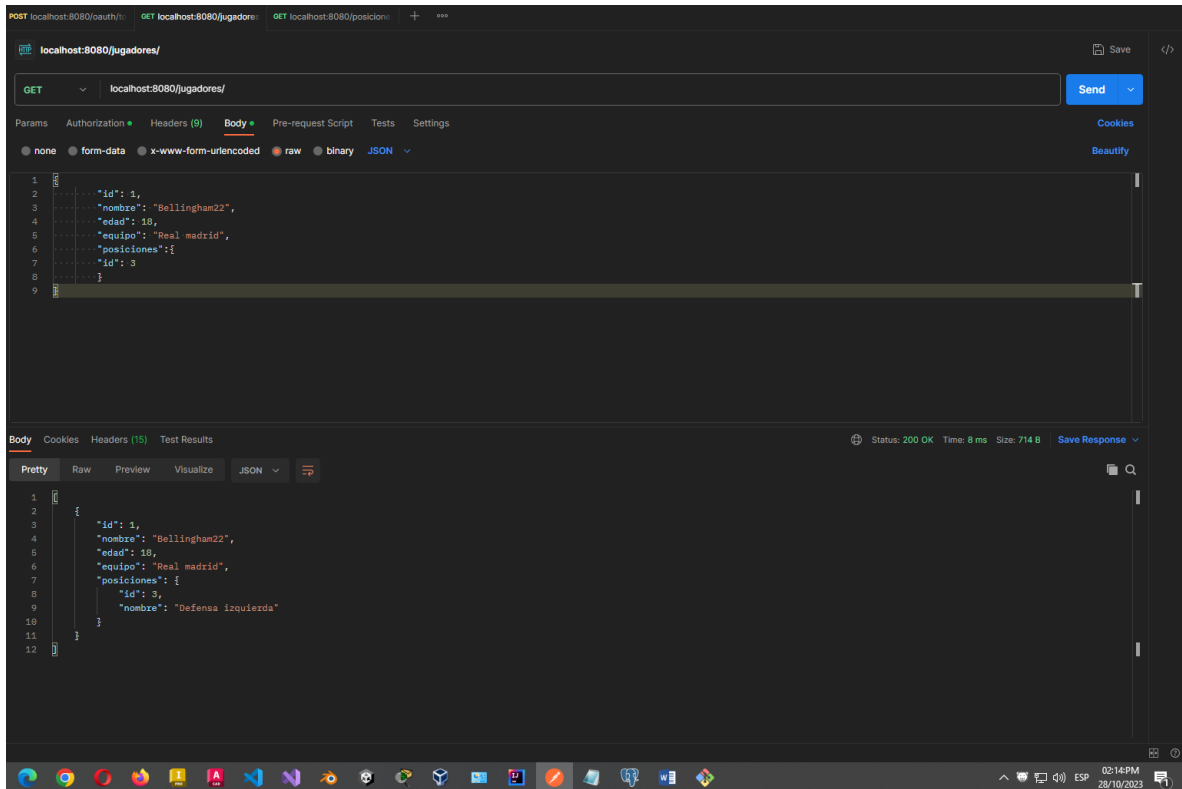 POST localhost:8080/oauth/to GET localhost:8080/jugadores GET localhost:8080/posicione
HTTP localhost:8080/jugadores/ Save
GET localhost:8080/jugadores/ Send
Params Authorization Headers (9) Body Pre-request Script Tests Settings Cookies
none form-data x-www-form-urlencoded raw binary JSON Beautify
1 {
2 "id": 1,
3 "nombre": "Bellingham22",
4 "edad": 18,
5 "equipo": "Real madrid",
6 "posiciones":{
7 "id": 3
8 }
9 }
Body Cookies Headers (15) Test Results Status: 200 OK Time: 8 ms Size: 714 B Save Response
Pretty Raw Preview Visualize JSON
1 [
2 {
3 "id": 1,
4 "nombre": "Bellingham22",
5 "edad": 18,
6 "equipo": "Real madrid",
7 "posiciones": {
8 "id": 3,
9 "nombre": "Defensa izquierda"
10 }
11 }
12 ]
ESP 02:14PM
28/10/2023